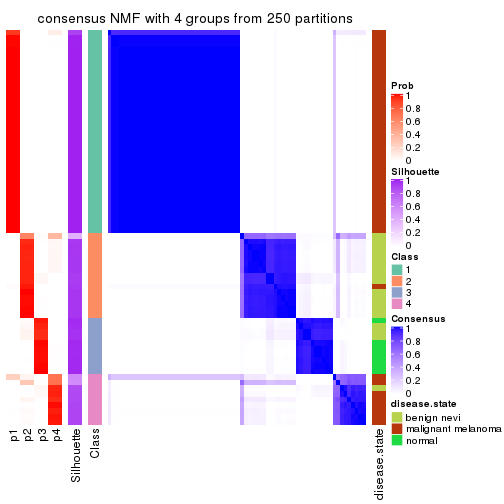 consensus NMF with 4 groups from 250 partitions
Prob
1
0.8
0.6
0.4
0.2
0
Silhouette
1
0.8
0.6
0.4
0.2
0
Class
1
2
3
4
Consensus
1
0.8
0.6
0.4
0.2
0
disease.state
benign nevi
malignant melanoma
normal
p1
p2
p3
p4
Silhouette
Class
disease.state